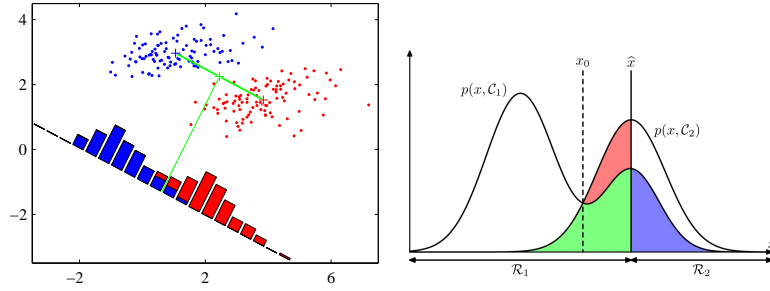 4
2
0
−2
−2
2
6
x₀
x̂
p(x, C₁)
p(x, C₂)
R₁
R₂